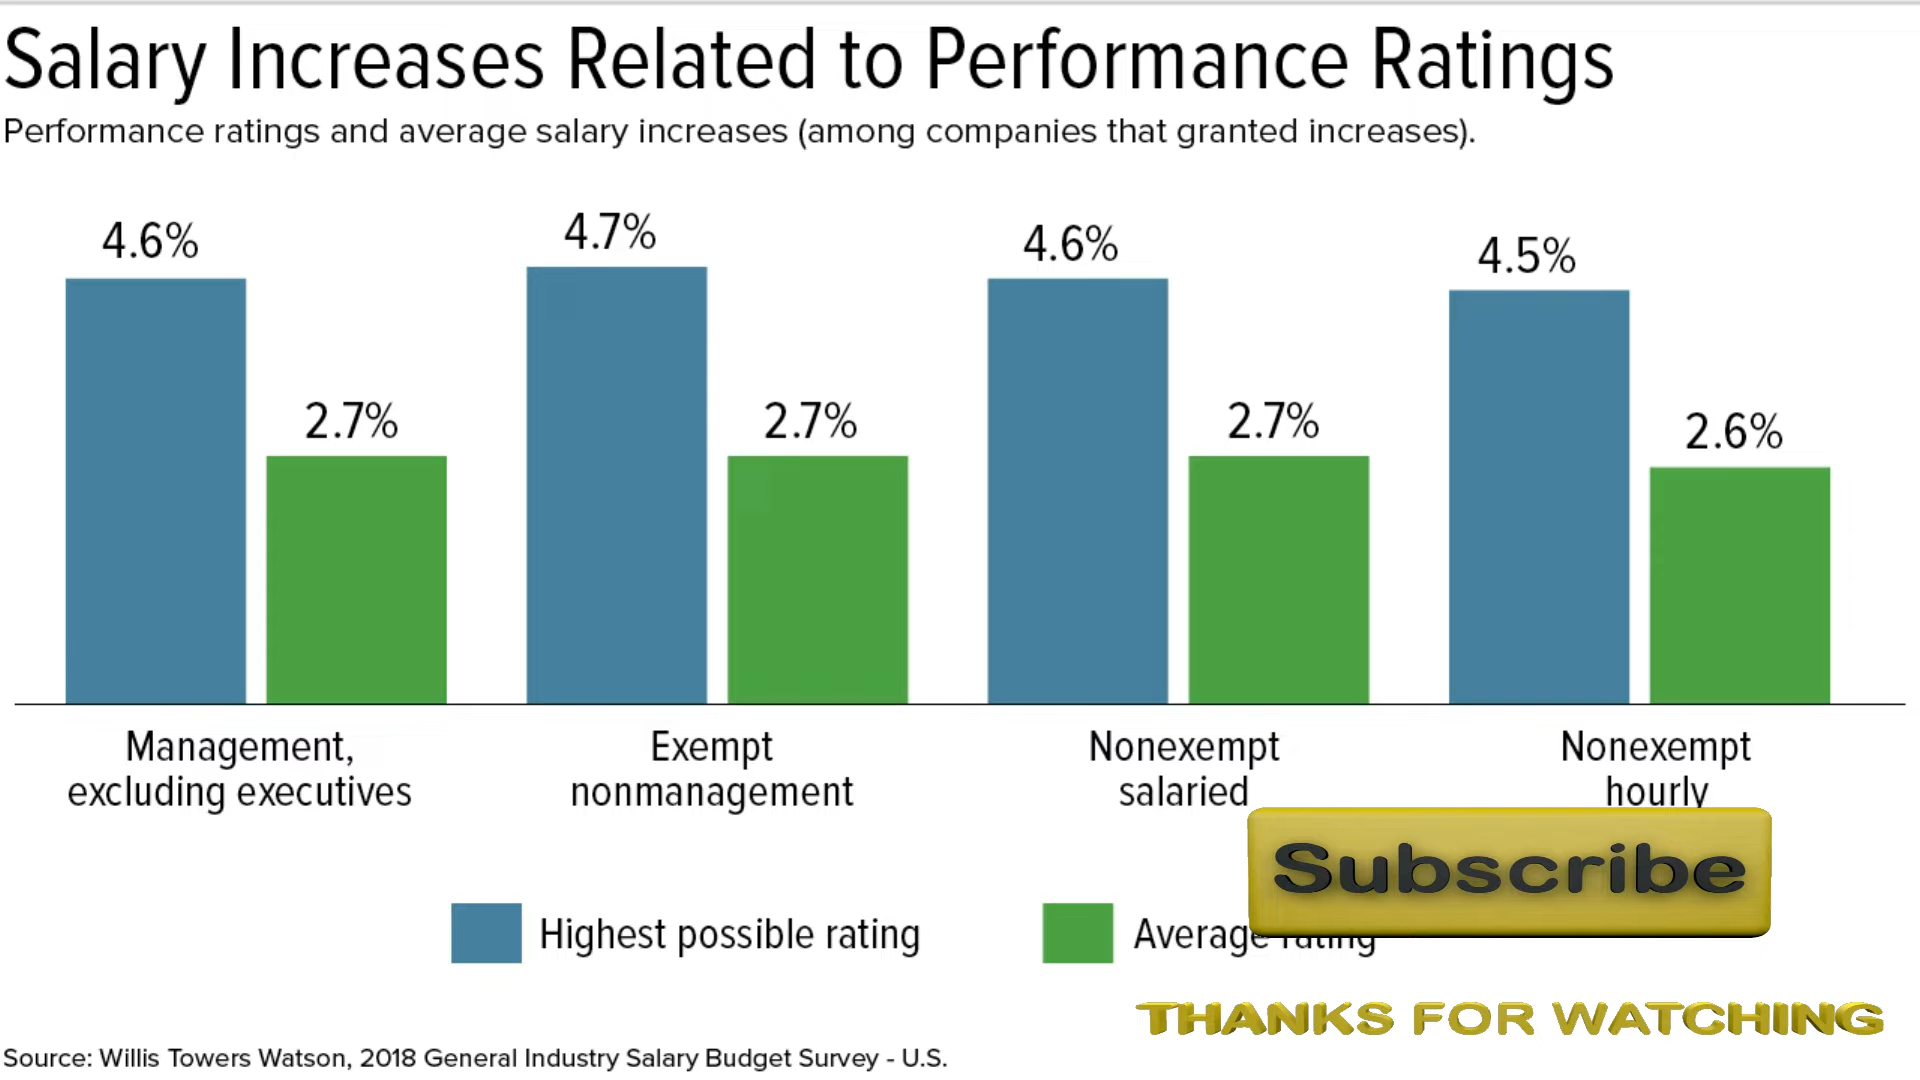 Salary Increases Related to Performance Ratings
Performance ratings and average salary increases (among companies that granted increases).
4.6% 4.7% 4.6% 4.5%
2.7% 2.7% 2.7% 2.6%
Management, excluding executives
Exempt nonmanagement
Nonexempt salaried
Nonexempt hourly
Subscribe
Highest possible rating
Average rating
THANKS FOR WATCHING
Source: Willis Towers Watson, 2018 General Industry Salary Budget Survey - U.S.